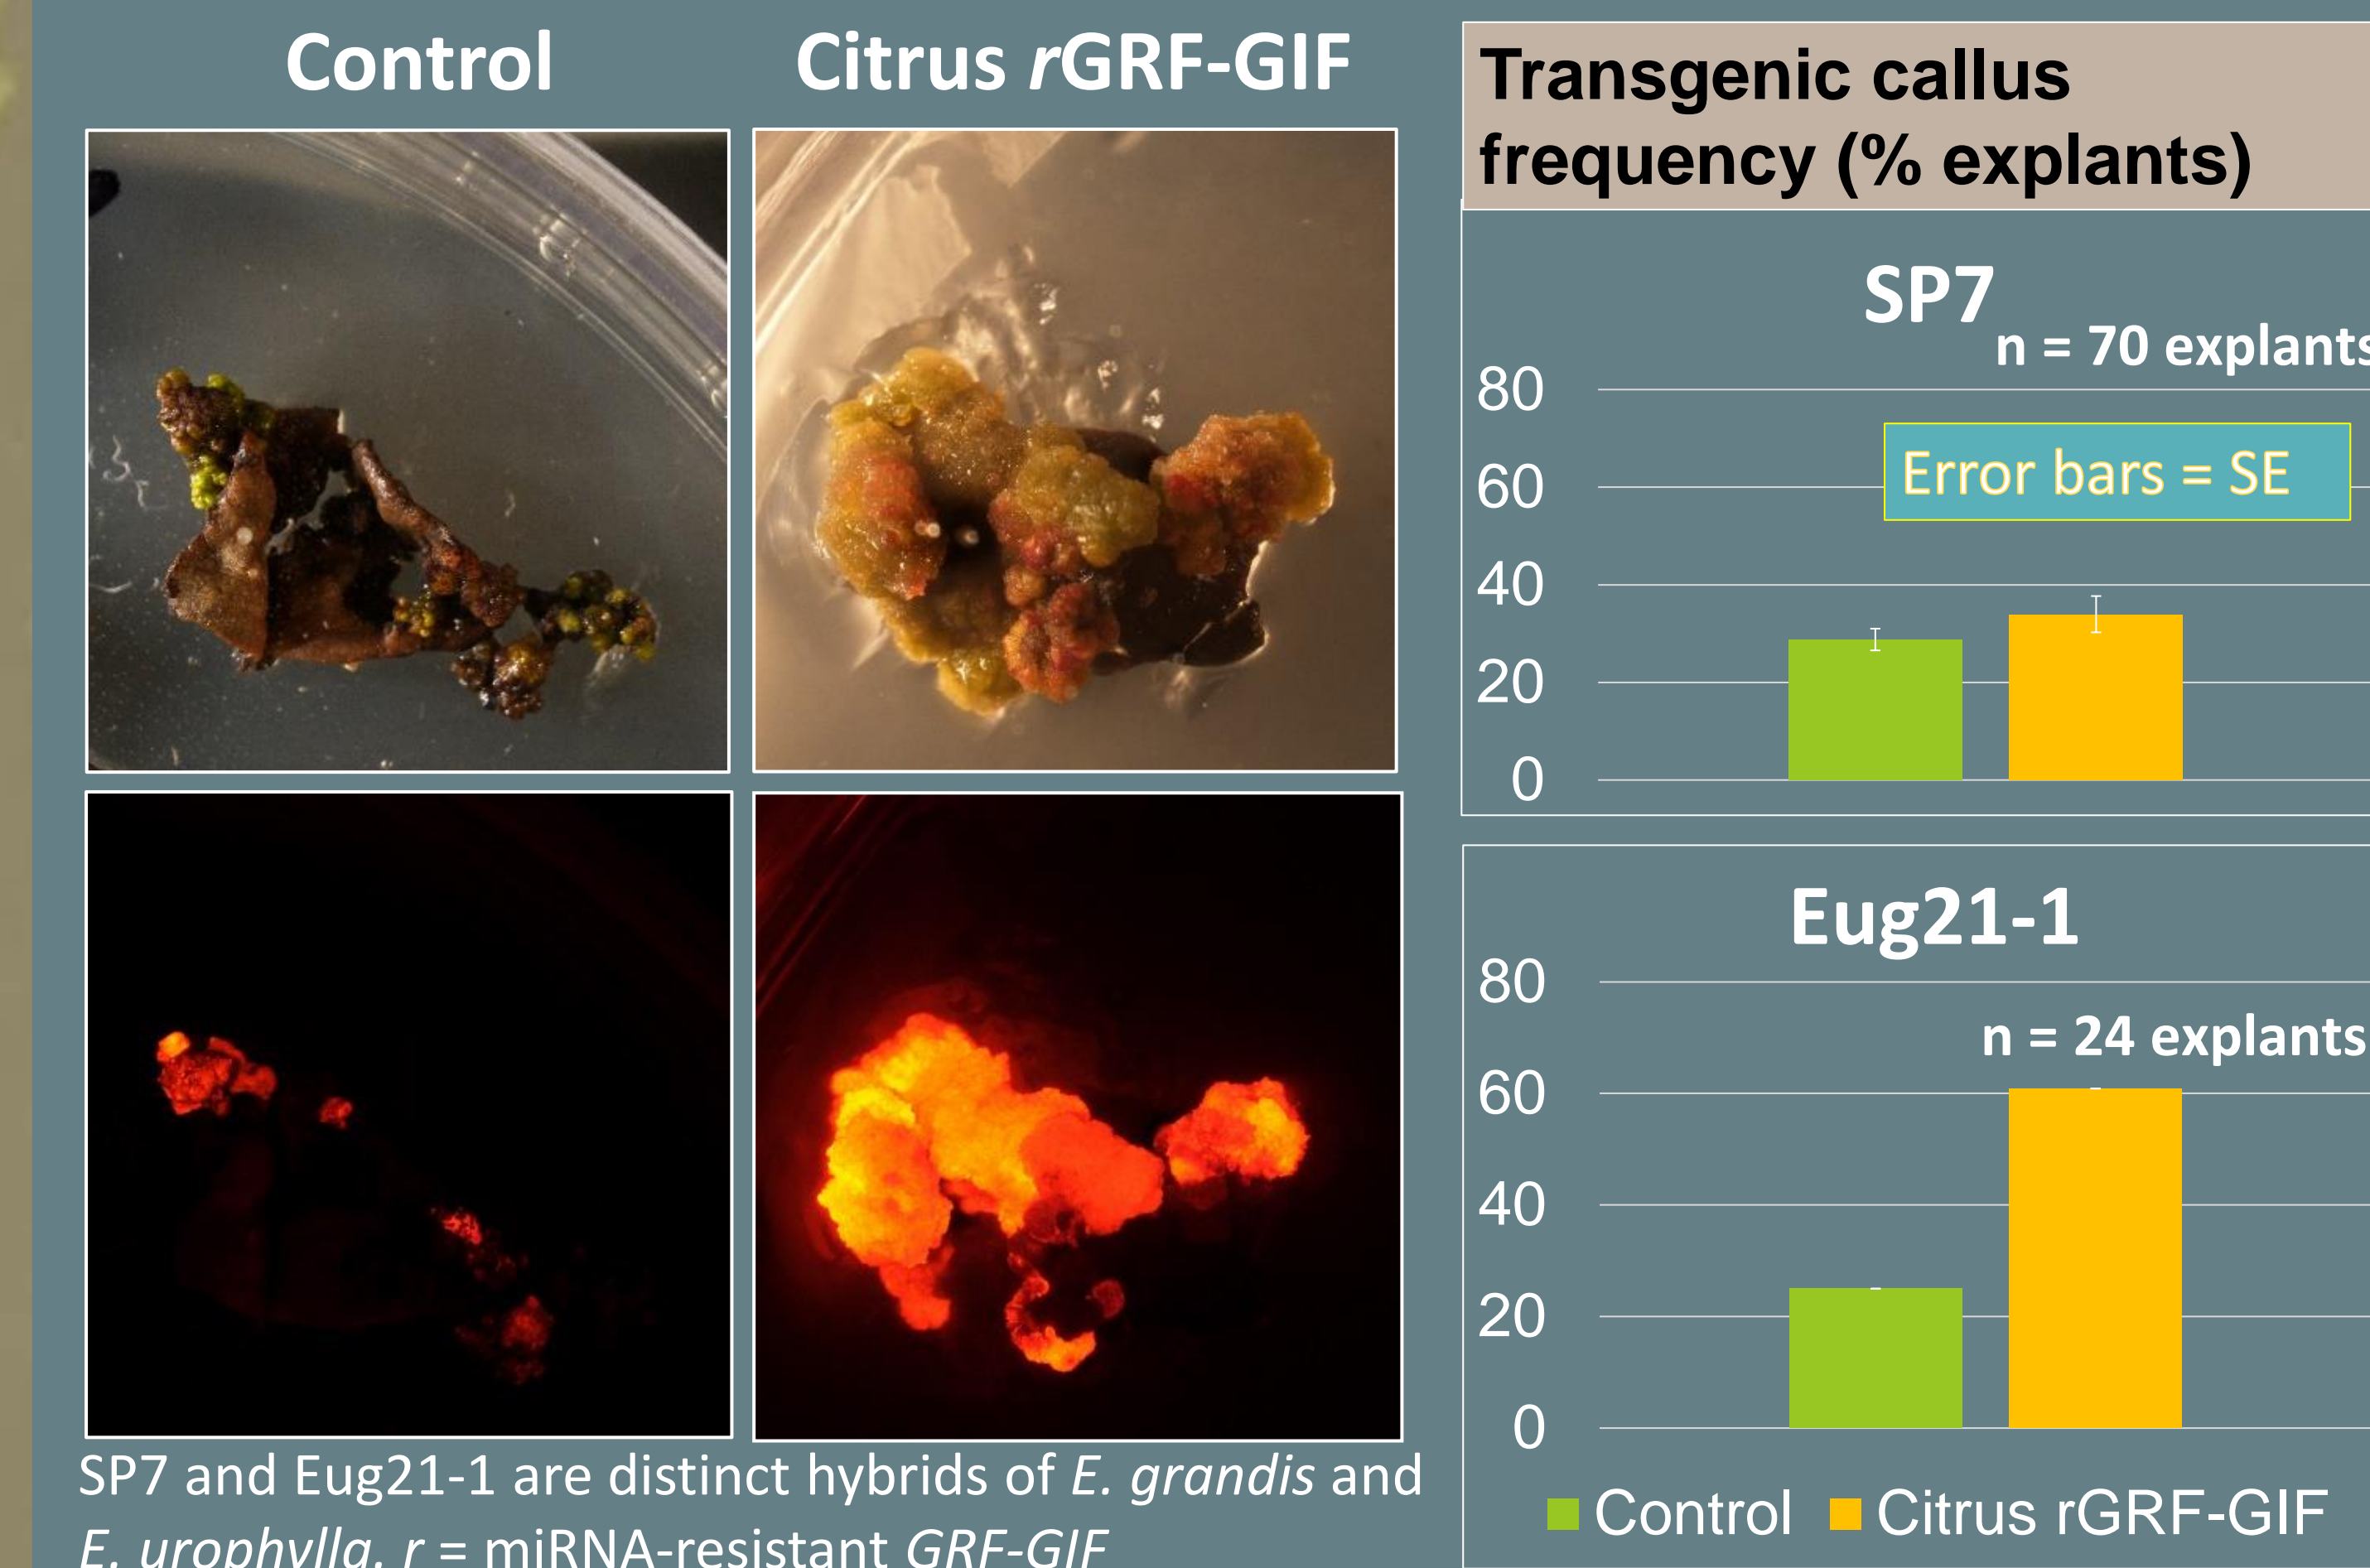 Control
Citrus rGRF-GIF
Transgenic callus
frequency (% explants)
SP7
n = 70 explants
80
Error bars = SE
60
40
20
0
Eug21-1
80
n = 24 explants
60
40
20
0
Control
Citrus rGRF-GIF
SP7 and Eug21-1 are distinct hybrids of E. grandis and
E. urophylla. r = miRNA-resistant GRF-GIF